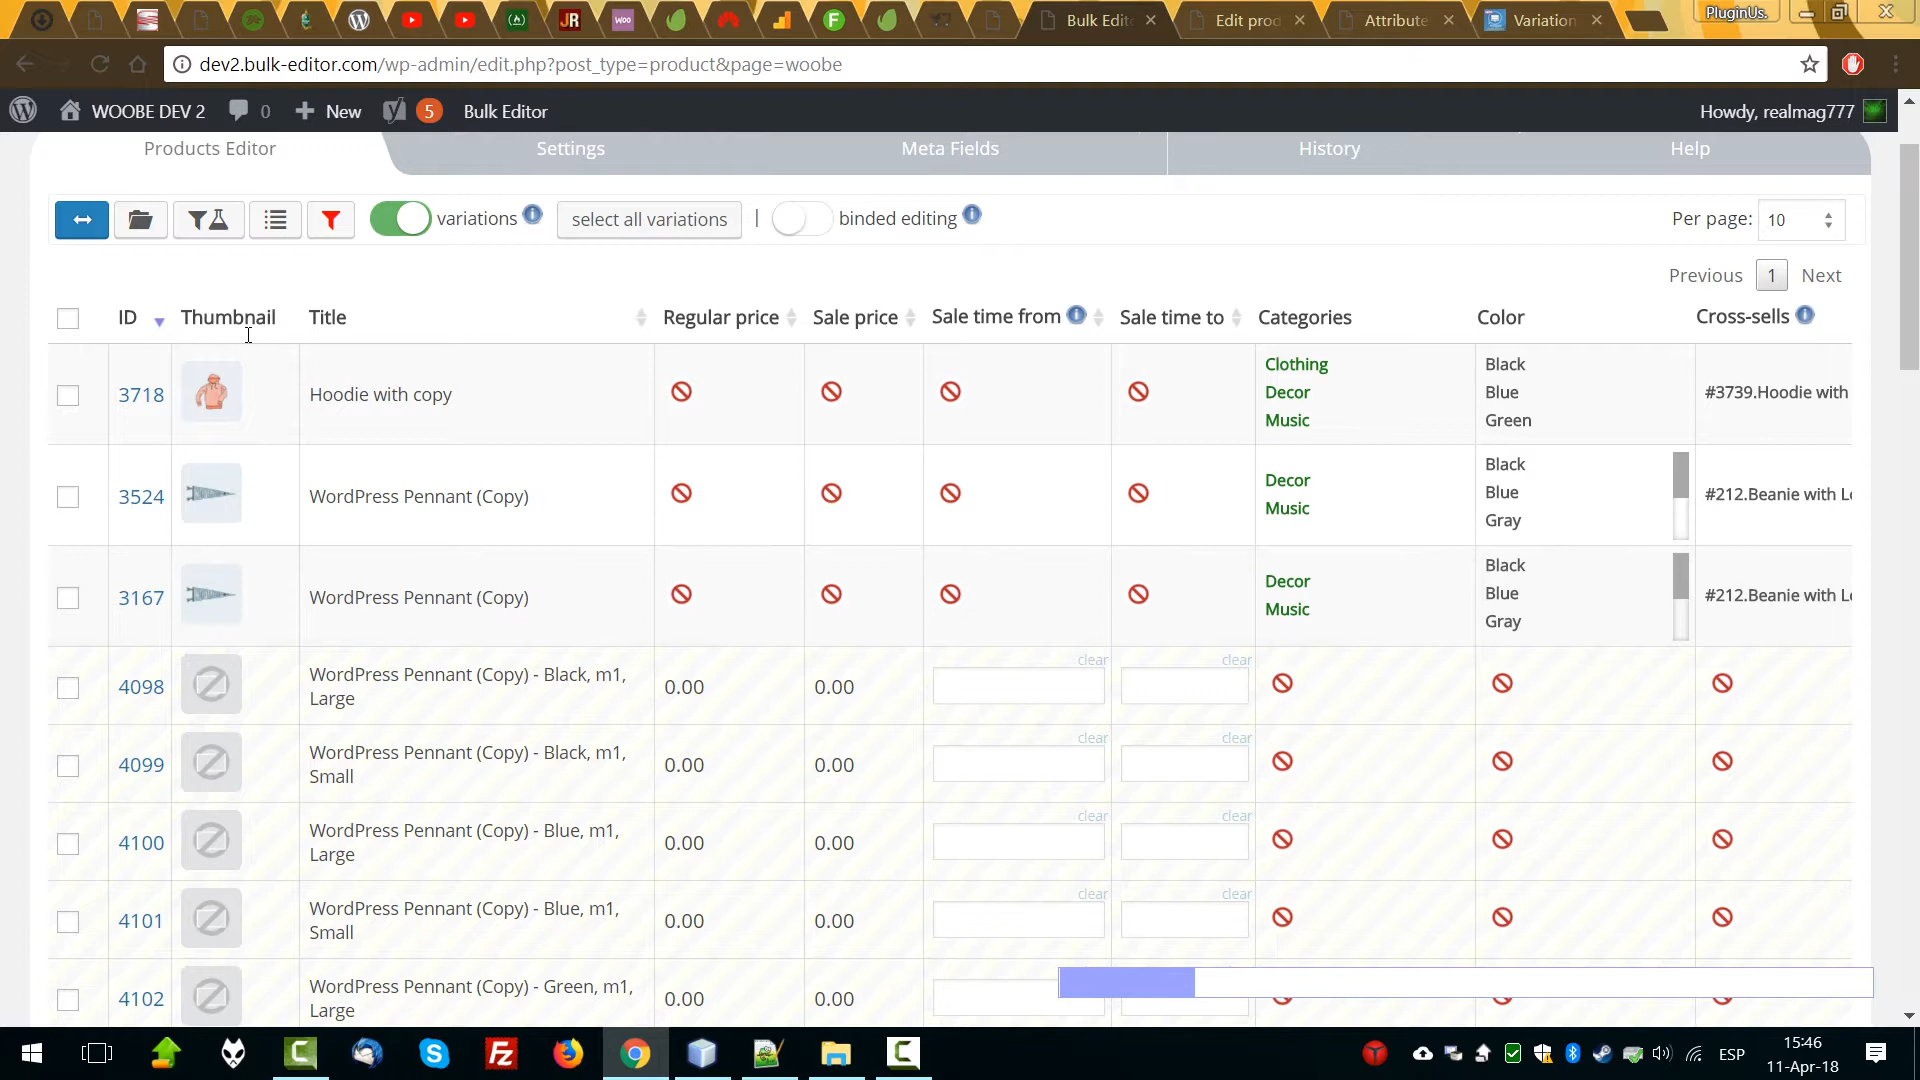 JR
woo
F
Bulk Edit
Edit prod
Attribute
Variation
PluginUs.
dev2.bulk-editor.com/wp-admin/edit.php?post_type=product&page=woobe
WOOBE DEV 2
0
New
5
Bulk Editor
Howdy, realmag777
Products Editor
Settings
Meta Fields
History
Help
variations
select all variations
|
binded editing
Per page:
10
Previous
1
Next
ID
Thumbnail
Title
Regular price
Sale price
Sale time from
Sale time to
Categories
Color
Cross-sells
3718
Hoodie with copy
Clothing
Decor
Music
Black
Blue
Green
#3739.Hoodie with
3524
WordPress Pennant (Copy)
Decor
Music
Black
Blue
Gray
#212.Beanie with Lo
3167
WordPress Pennant (Copy)
Decor
Music
Black
Blue
Gray
#212.Beanie with Lo
4098
WordPress Pennant (Copy) - Black, m1,
Large
0.00
0.00
clear
clear
4099
WordPress Pennant (Copy) - Black, m1,
Small
0.00
0.00
clear
clear
4100
WordPress Pennant (Copy) - Blue, m1,
Large
0.00
0.00
clear
clear
4101
WordPress Pennant (Copy) - Blue, m1,
Small
0.00
0.00
clear
clear
4102
WordPress Pennant (Copy) - Green, m1,
Large
0.00
0.00
ESP
15:46
11-Apr-18